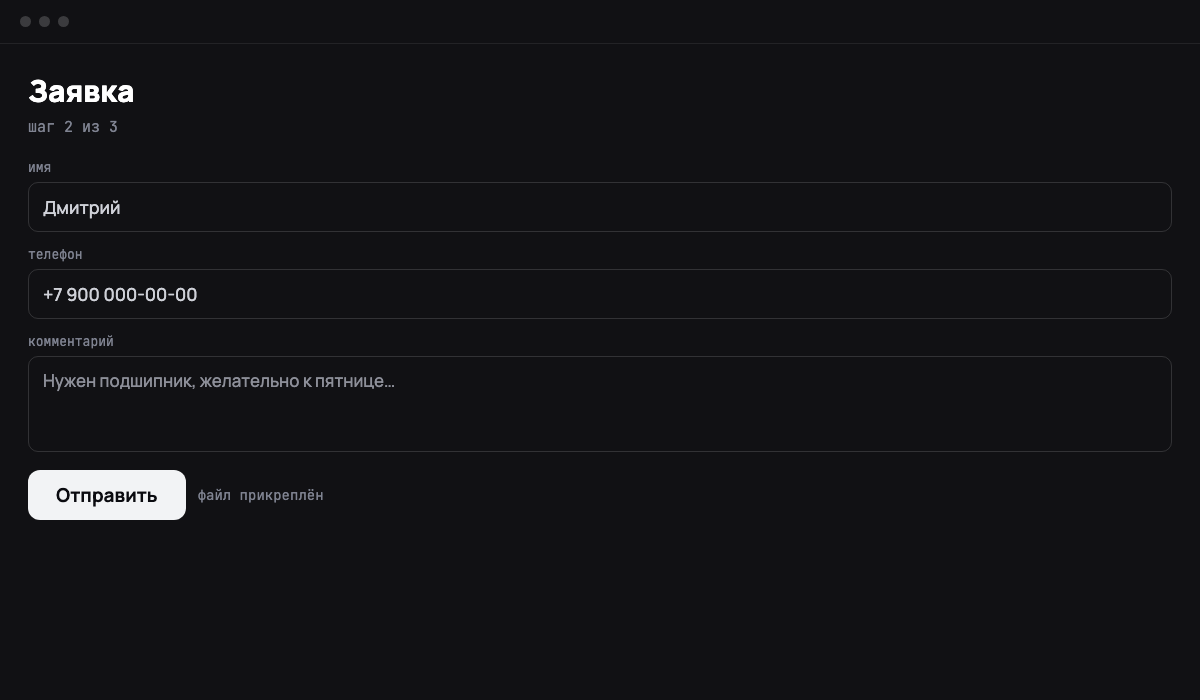 Заявка
шаг 2 из 3
имя
Дмитрий
телефон
+7 900 000-00-00
комментарий
Нужен подшипник, желательно к пятнице…
Отправить файл прикреплён